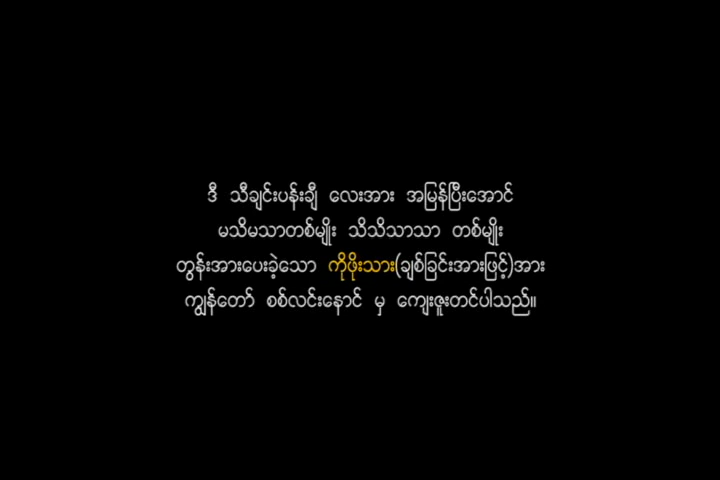 ဒီ သီချင်းပန်းချီ လေးအား အမြန်ပြီးအောင်
မသိမသာတစ်မျိုး သိသိသာသာ တစ်မျိုး
တွန်းအားပေးခဲ့သော ကိုဖိုးသား(ချစ်ခြင်းအားဖြင့်)အား
ကျွန်တော် စစ်လင်းနောင် မှ ကျေးဇူးတင်ပါသည်။